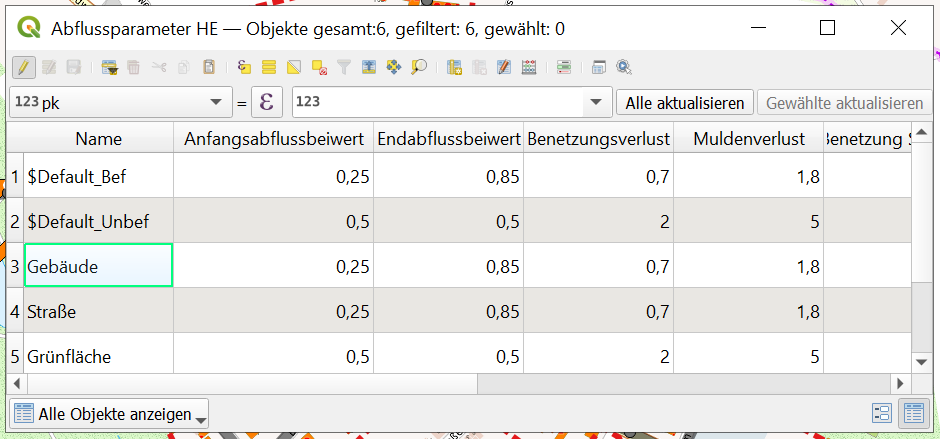 Abflussparameter HE — Objekte gesamt:6, gefiltert: 6, gewählt: 0
123 pk = ε 123 Alle aktualisieren Gewählte aktualisieren
Name Anfangsabflussbeiwert Endabflussbeiwert Benetzungsverlust Muldenverlust Benetzung S
1 $Default_Bef 0,25 0,85 0,7 1,8
2 $Default_Unbef 0,5 0,5 2 5
3 Gebäude 0,25 0,85 0,7 1,8
4 Straße 0,25 0,85 0,7 1,8
5 Grünfläche 0,5 0,5 2 5
Alle Objekte anzeigen